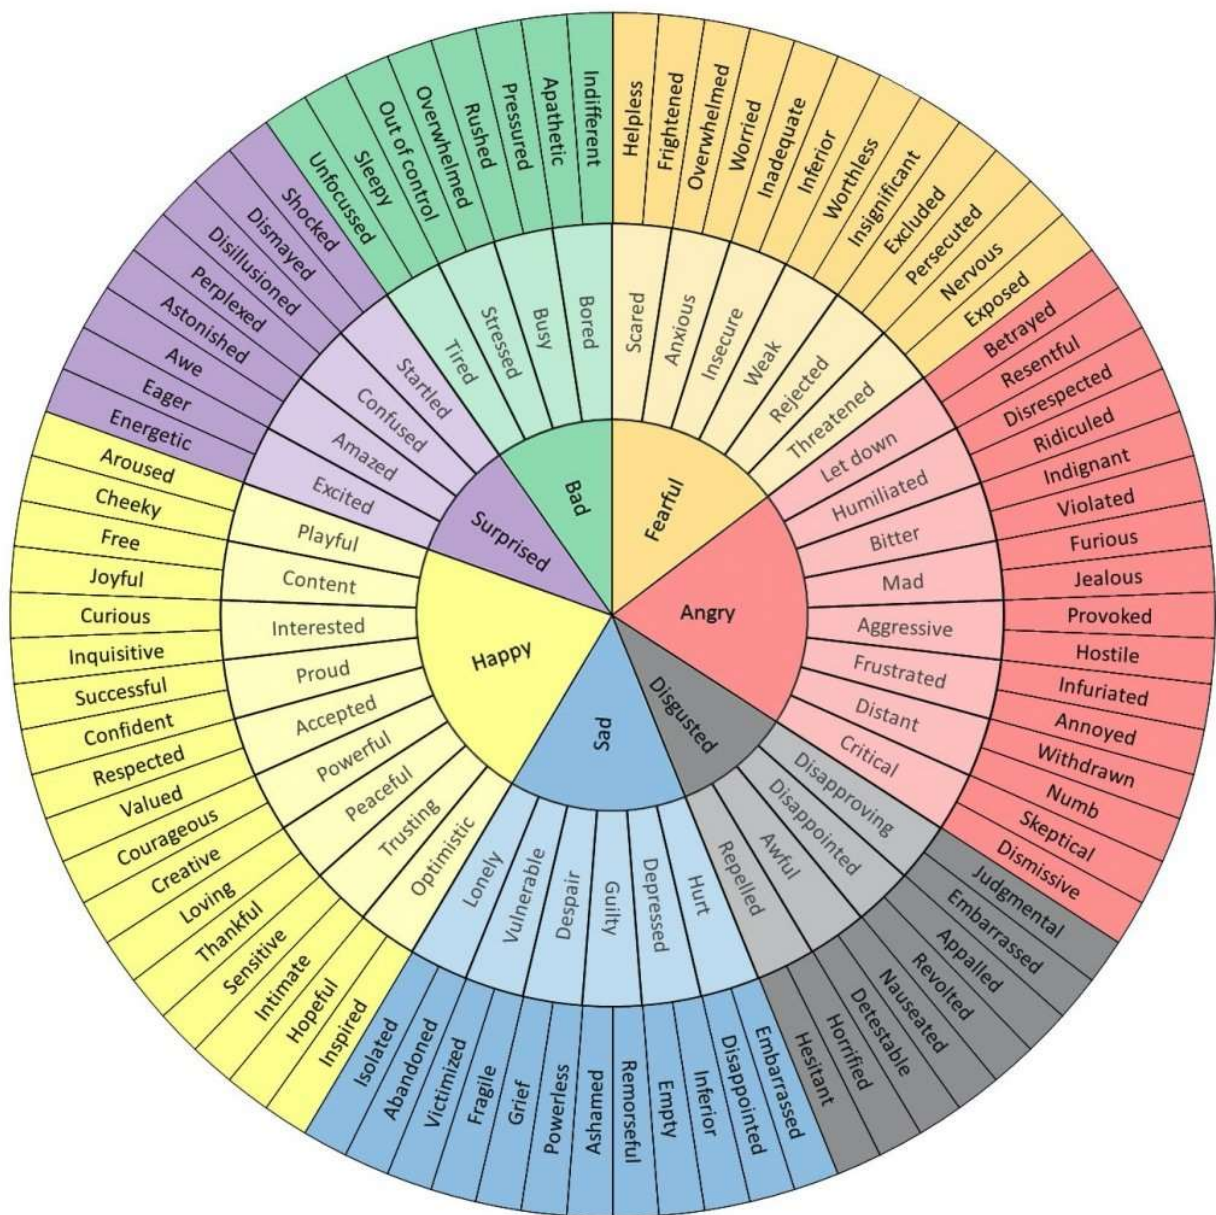 Fearful
Angry
Disgusted
Sad
Happy
Surprised
Bad
Scared
Anxious
Insecure
Weak
Rejected
Threatened
Let down
Humiliated
Bitter
Mad
Aggressive
Frustrated
Distant
Critical
Disapproving
Disappointed
Awful
Repelled
Hurt
Depressed
Guilty
Despair
Vulnerable
Lonely
Optimistic
Trusting
Peaceful
Powerful
Accepted
Proud
Interested
Content
Playful
Excited
Amazed
Confused
Startled
Tired
Stressed
Busy
Bored
Helpless
Frightened
Overwhelmed
Worried
Inadequate
Inferior
Worthless
Insignificant
Excluded
Persecuted
Nervous
Exposed
Betrayed
Resentful
Disrespected
Ridiculed
Indignant
Violated
Furious
Jealous
Provoked
Hostile
Infuriated
Annoyed
Withdrawn
Numb
Skeptical
Dismissive
Judgmental
Embarrassed
Appalled
Revolted
Nauseated
Detestable
Horrified
Hesitant
Embarrassed
Disappointed
Inferior
Empty
Remorseful
Ashamed
Powerless
Grief
Fragile
Victimized
Abandoned
Isolated
Inspired
Hopeful
Intimate
Sensitive
Thankful
Loving
Creative
Courageous
Valued
Respected
Confident
Successful
Inquisitive
Curious
Joyful
Free
Cheeky
Aroused
Energetic
Eager
Awe
Astonished
Perplexed
Disillusioned
Dismayed
Shocked
Unfocussed
Sleepy
Out of control
Overwhelmed
Rushed
Pressured
Apathetic
Indifferent